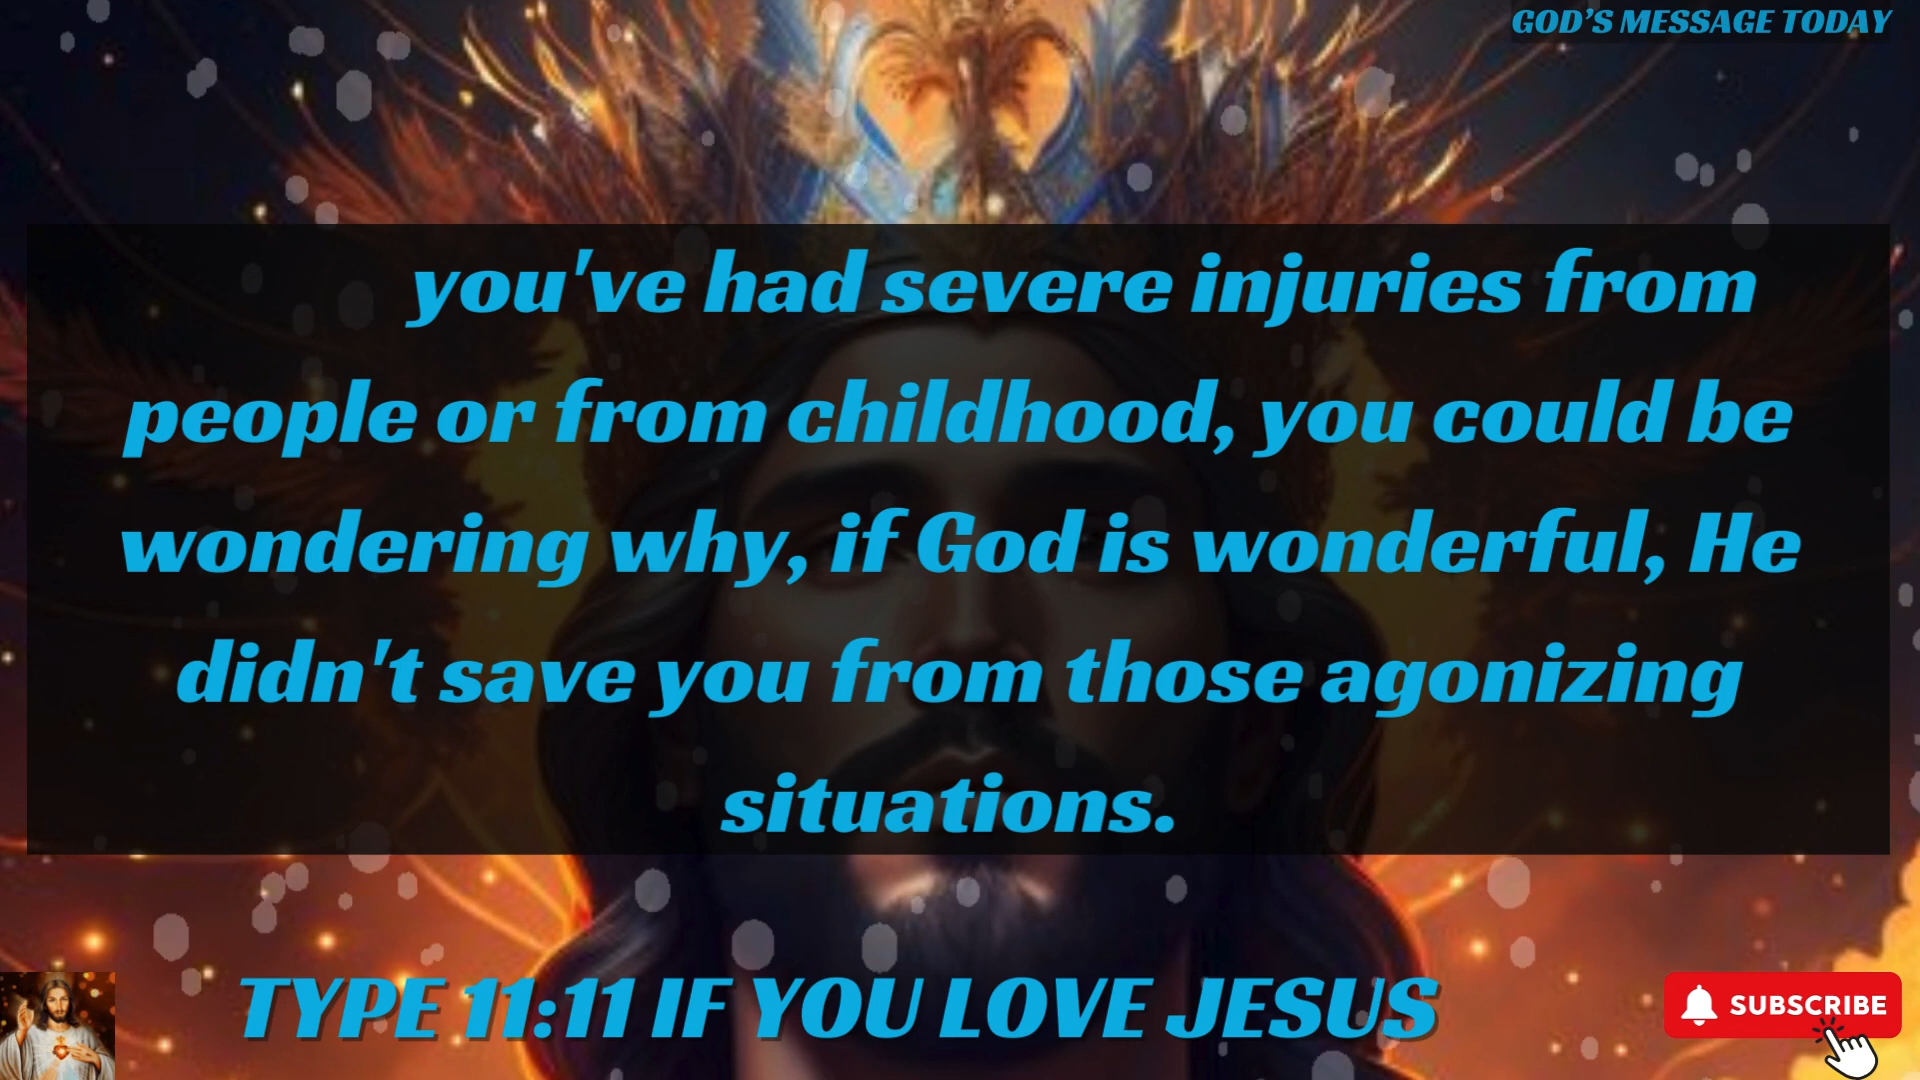 GOD'S MESSAGE TODAY
you've had severe injuries from
people or from childhood, you could be
wondering why, if God is wonderful, He
didn't save you from those agonizing
situations.
TYPE 11:11 IF YOU LOVE JESUS
SUBSCRIBE